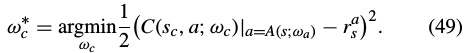 ω_c^* = argmin_{ω_c} 1/2 (C(s_c, a; ω_c)|_{a=A(s;ω_a)} − r_s^a)^2. (49)